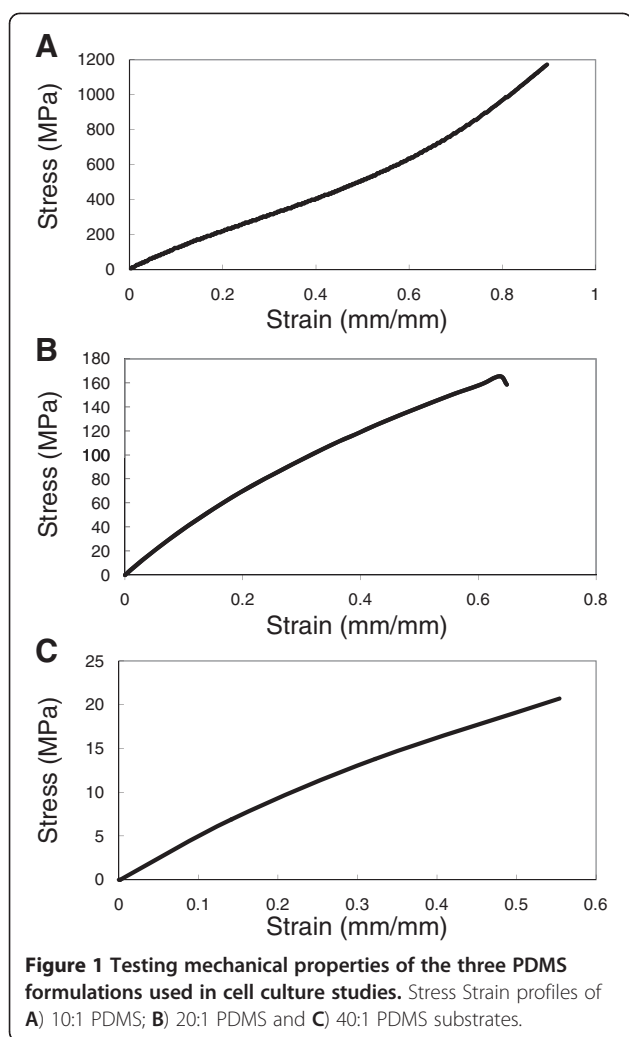 A
1200
1000
800
600
400
200
0
Stress (MPa)
0 0.2 0.4 0.6 0.8 1
Strain (mm/mm)
B
180
160
140
120
100
80
60
40
20
0
Stress (MPa)
0 0.2 0.4 0.6 0.8
Strain (mm/mm)
C
25
20
15
10
5
0
Stress (MPa)
0 0.1 0.2 0.3 0.4 0.5 0.6
Strain (mm/mm)
Figure 1 Testing mechanical properties of the three PDMS
formulations used in cell culture studies. Stress Strain profiles of
A) 10:1 PDMS; B) 20:1 PDMS and C) 40:1 PDMS substrates.